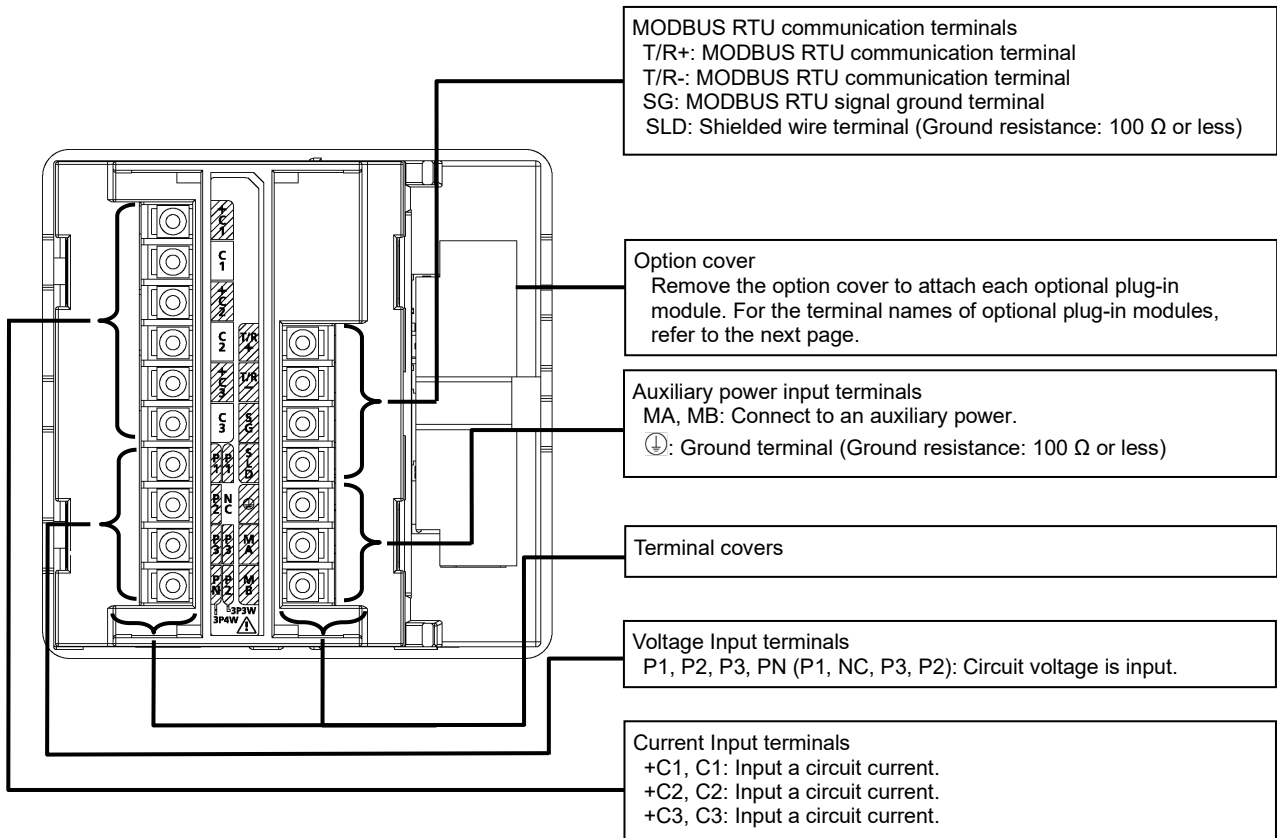 MODBUS RTU communication terminals
T/R+: MODBUS RTU communication terminal
T/R-: MODBUS RTU communication terminal
SG: MODBUS RTU signal ground terminal
SLD: Shielded wire terminal (Ground resistance: 100 Ω or less)
Option cover
Remove the option cover to attach each optional plug-in
module. For the terminal names of optional plug-in modules,
refer to the next page.
Auxiliary power input terminals
MA, MB: Connect to an auxiliary power.
⏚: Ground terminal (Ground resistance: 100 Ω or less)
Terminal covers
Voltage Input terminals
P1, P2, P3, PN (P1, NC, P3, P2): Circuit voltage is input.
Current Input terminals
+C1, C1: Input a circuit current.
+C2, C2: Input a circuit current.
+C3, C3: Input a circuit current.
+C1
C1
+C2
C2 T/R+
+C3 T/R-
C3 SG
P1 P1 SLD
P2 NC ⏚
P3 P3 MA
PN P2 MB
3P3W
3P4W